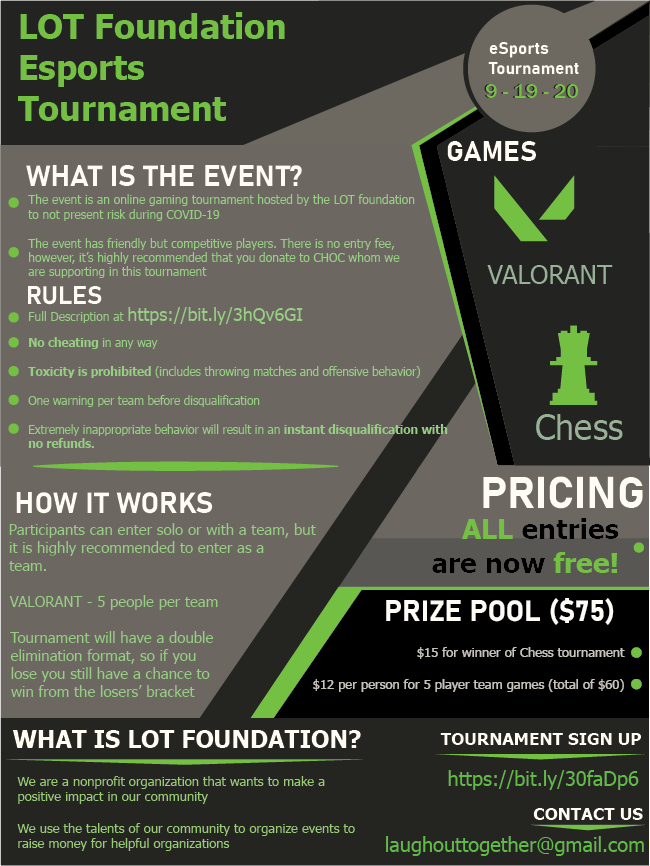 LOT Foundation
Esports
Tournament
eSports
Tournament
9 - 19 - 20
WHAT IS THE EVENT?
The event is an online gaming tournament hosted by the LOT foundation
to not present risk during COVID-19
The event has friendly but competitive players. There is no entry fee,
however, it's highly recommended that you donate to CHOC whom we
are supporting in this tournament
RULES
Full Description at https://bit.ly/3hQv6GI
No cheating in any way
Toxicity is prohibited (includes throwing matches and offensive behavior)
One warning per team before disqualification
Extremely inappropriate behavior will result in an instant disqualification with
no refunds.
GAMES
VALORANT
Chess
HOW IT WORKS
Participants can enter solo or with a team, but
it is highly recommended to enter as a
team.
VALORANT - 5 people per team
Tournament will have a double
elimination format, so if you
lose you still have a chance to
win from the losers' bracket
PRICING
ALL entries
are now free!
PRIZE POOL ($75)
$15 for winner of Chess tournament
$12 per person for 5 player team games (total of $60)
WHAT IS LOT FOUNDATION?
We are a nonprofit organization that wants to make a
positive impact in our community
We use the talents of our community to organize events to
raise money for helpful organizations
TOURNAMENT SIGN UP
https://bit.ly/30faDp6
CONTACT US
laughouttogether@gmail.com